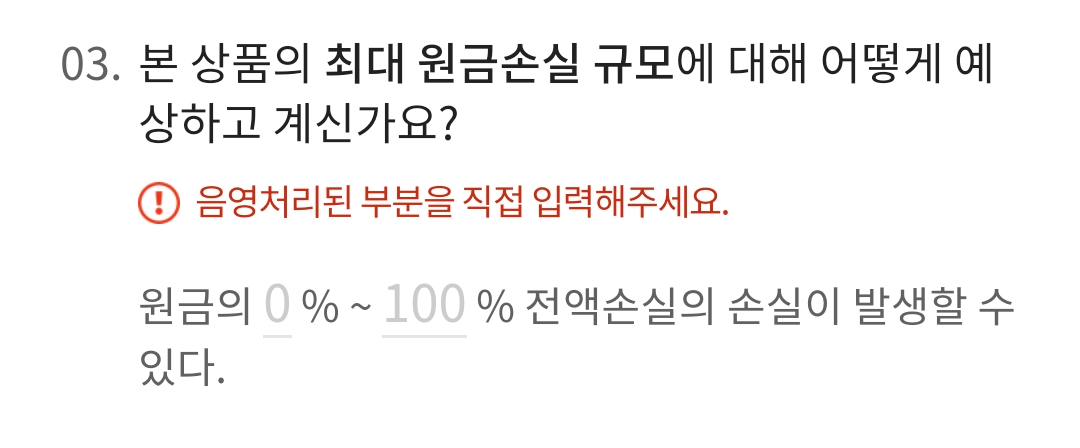 03. 본 상품의 최대 원금손실 규모에 대해 어떻게 예
상하고 계신가요?
음영처리된 부분을 직접 입력해주세요.
원금의 0 % ~ 100 % 전액손실의 손실이 발생할 수
있다.